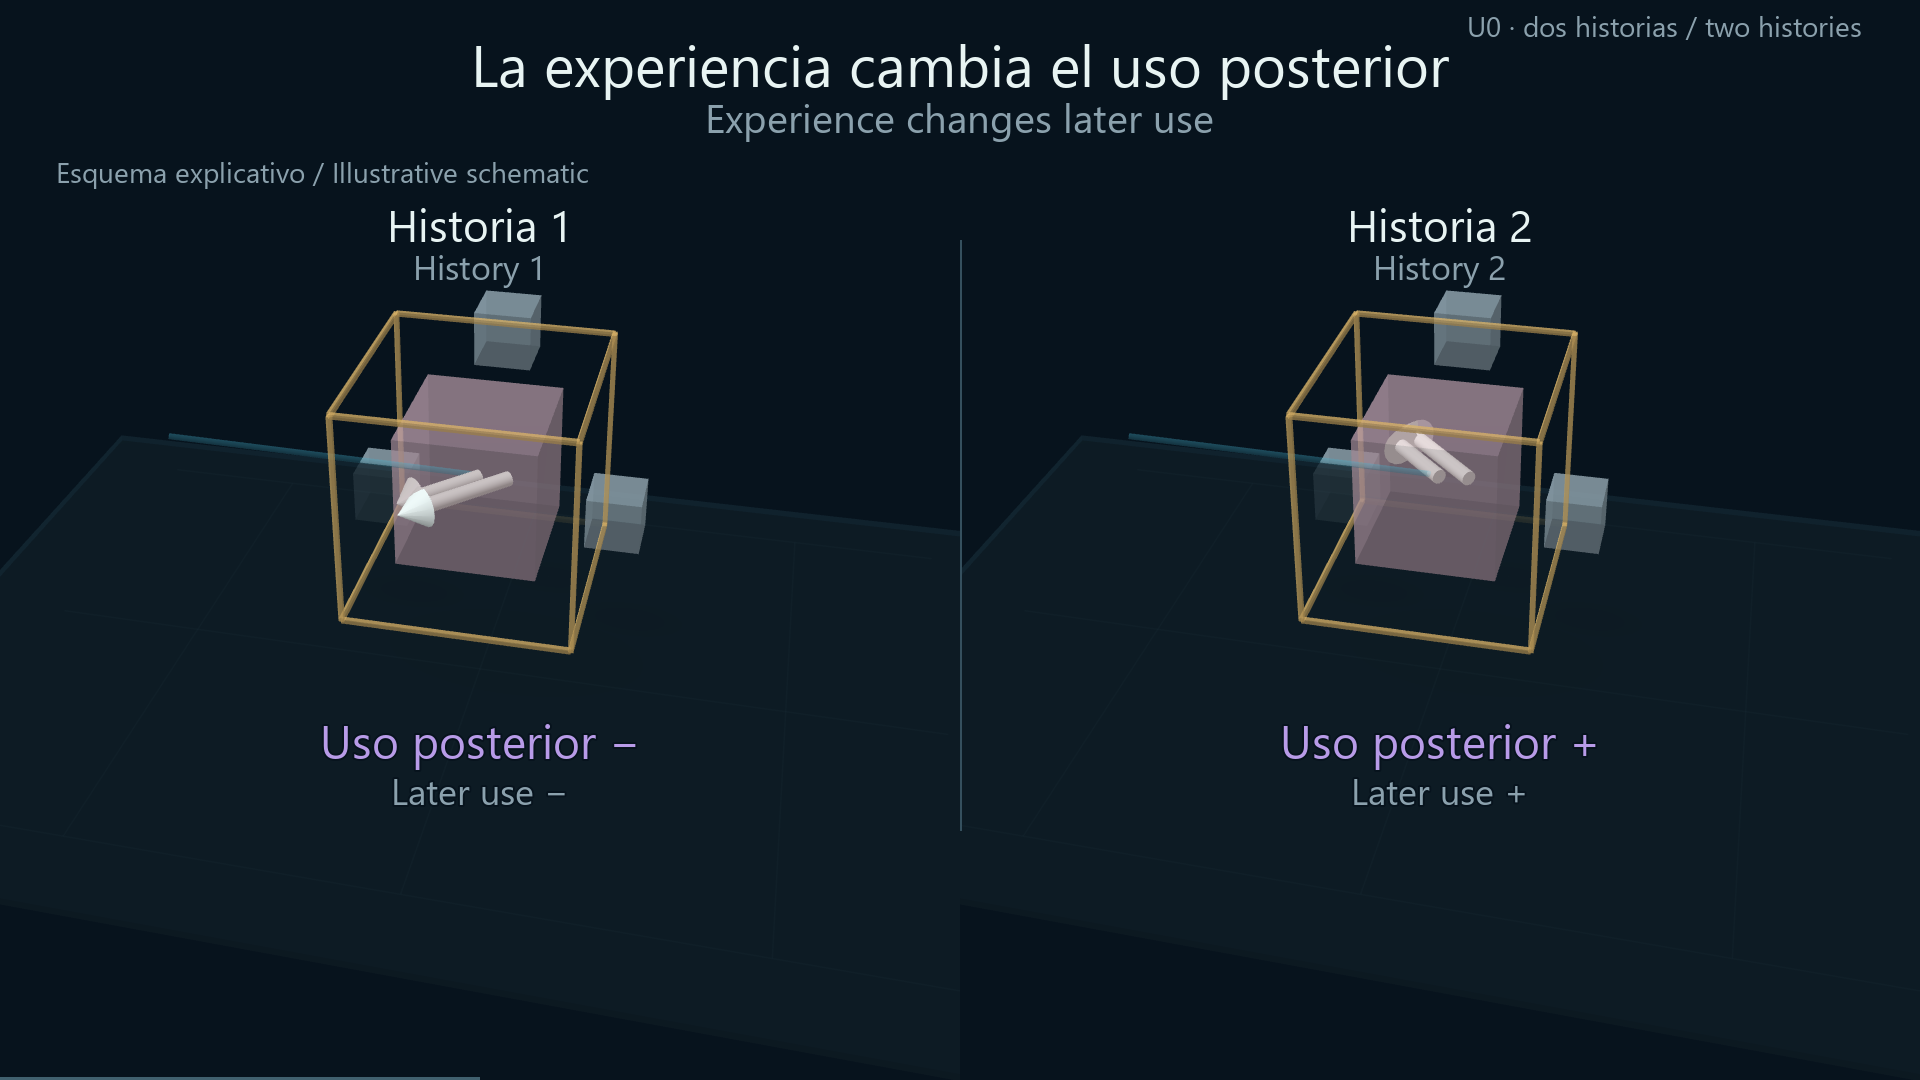 U0 · dos historias / two histories
La experiencia cambia el uso posterior
Experience changes later use
Esquema explicativo / Illustrative schematic
Historia 1
History 1
Historia 2
History 2
Uso posterior −
Later use −
Uso posterior +
Later use +